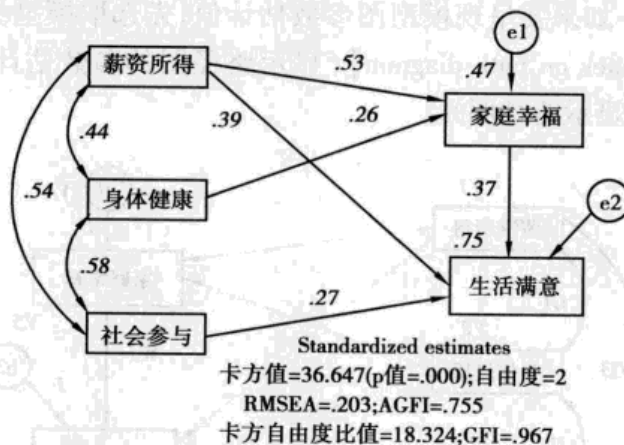 e1
薪资所得
.53
.47
家庭幸福
.39
.26
.44
.37
e2
.54
身体健康
.75
.58
生活满意
.27
社会参与
Standardized estimates
卡方值=36.647(p值=.000);自由度=2
RMSEA=.203;AGFI=.755
卡方自由度比值=18.324;GFI=.967